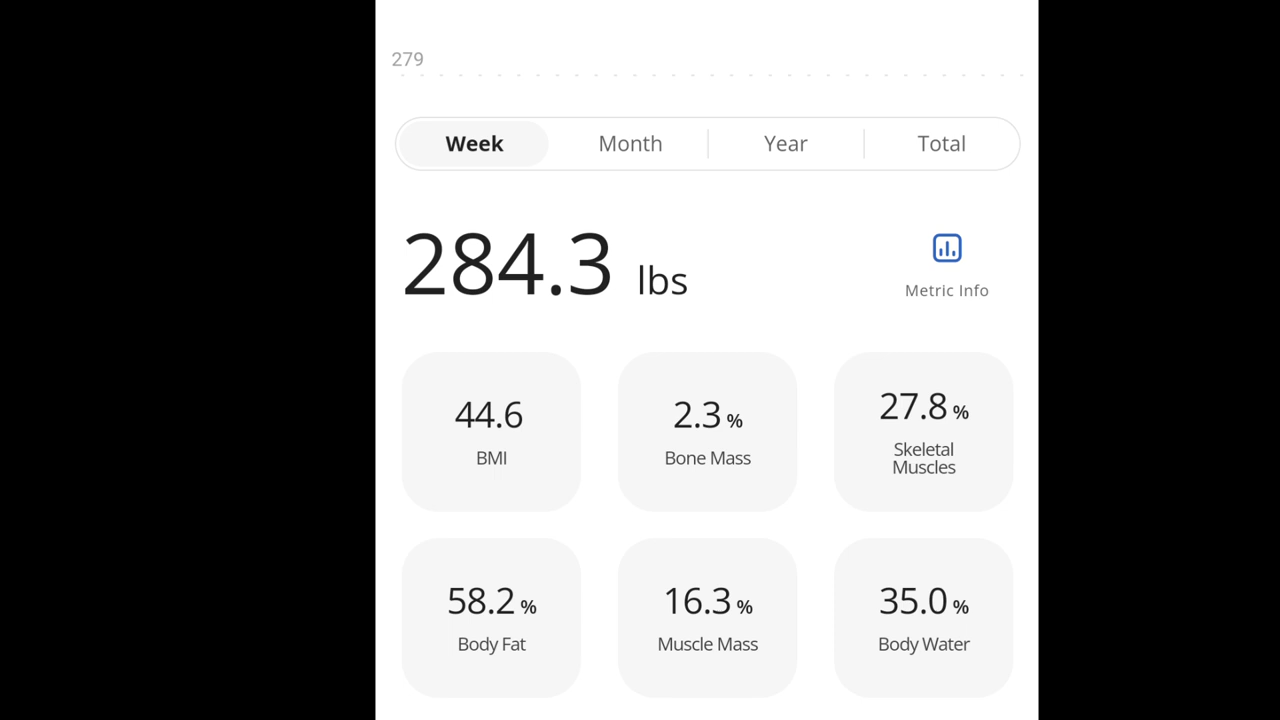 279
Week Month Year Total
284.3 lbs
Metric Info
44.6
BMI
2.3 %
Bone Mass
27.8 %
Skeletal
Muscles
58.2 %
Body Fat
16.3 %
Muscle Mass
35.0 %
Body Water